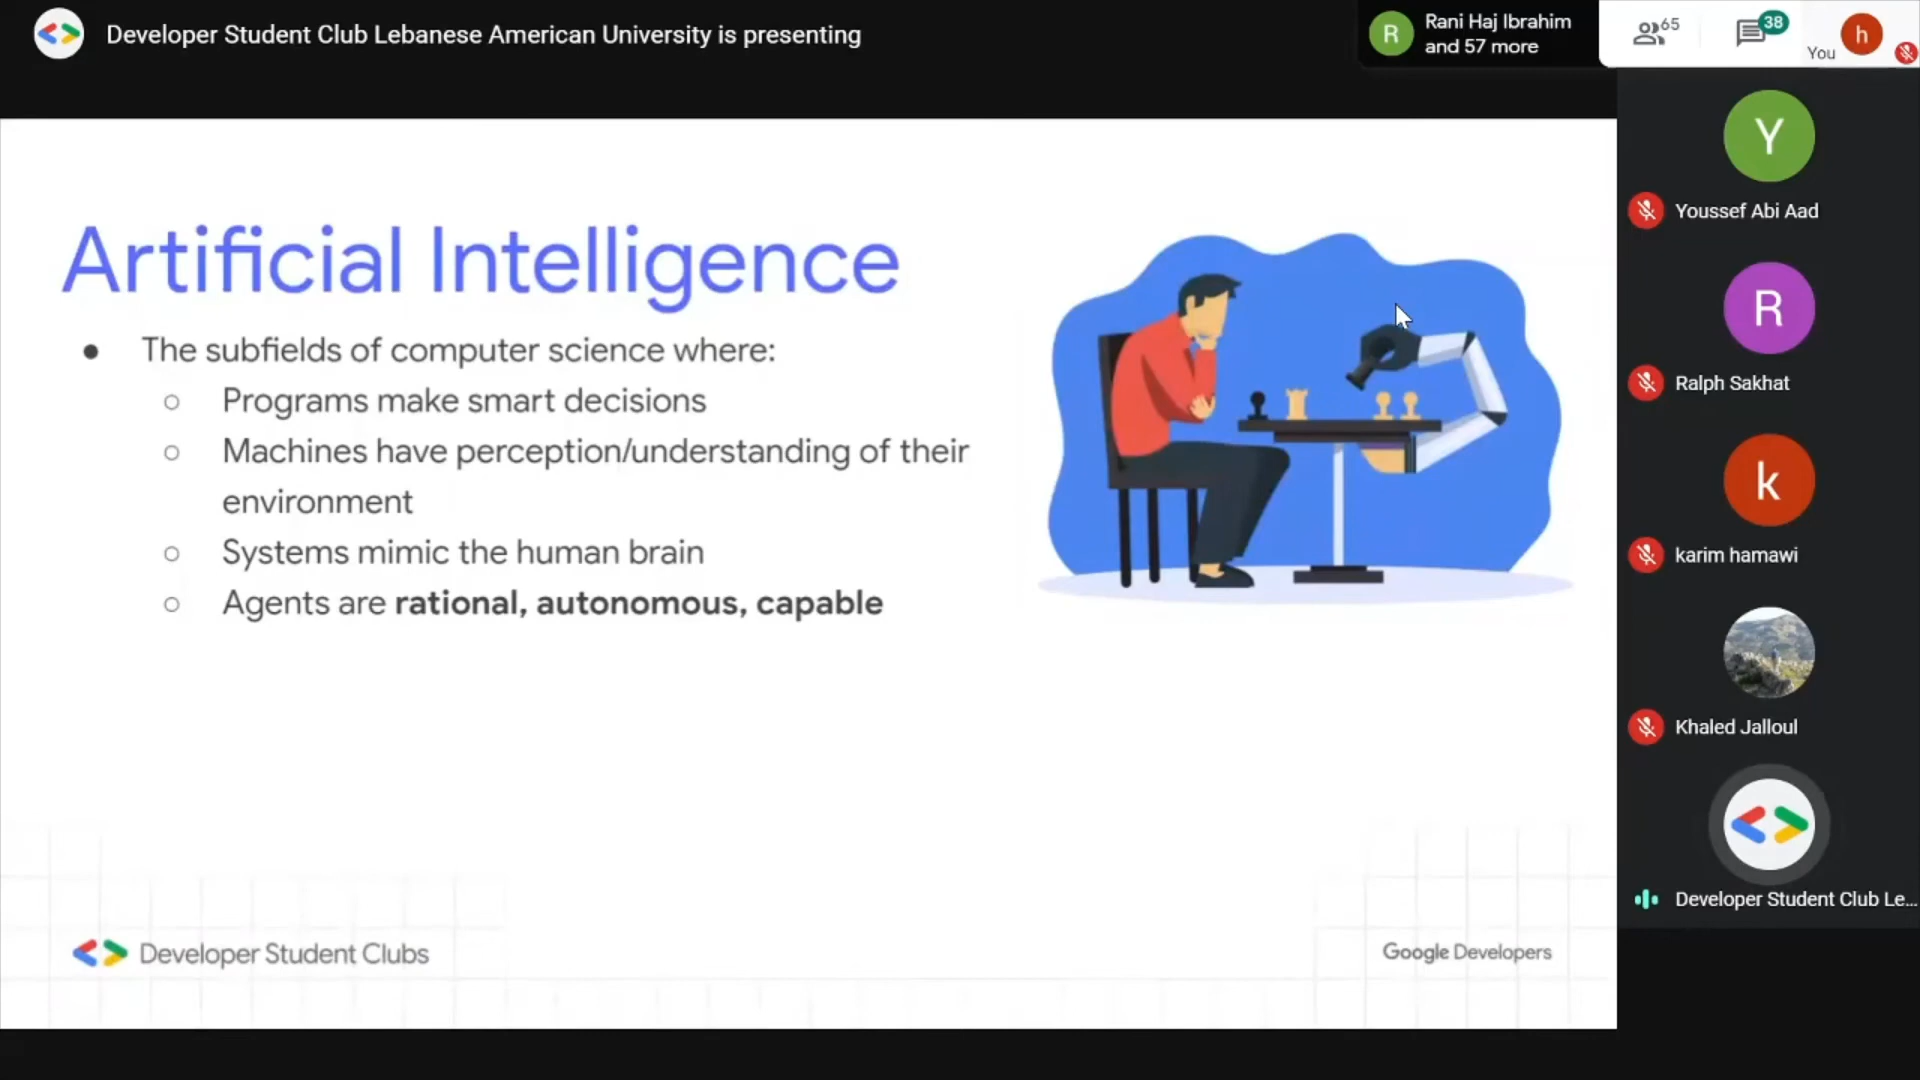 Developer Student Club Lebanese American University is presenting
R
Rani Haj Ibrahim
and 57 more
65
38
You
h
Artificial Intelligence
● The subfields of computer science where:
○ Programs make smart decisions
○ Machines have perception/understanding of their
environment
○ Systems mimic the human brain
○ Agents are rational, autonomous, capable
Developer Student Clubs
Google Developers
Y
Youssef Abi Aad
R
Ralph Sakhat
k
karim hamawi
Khaled Jalloul
Developer Student Club Le...